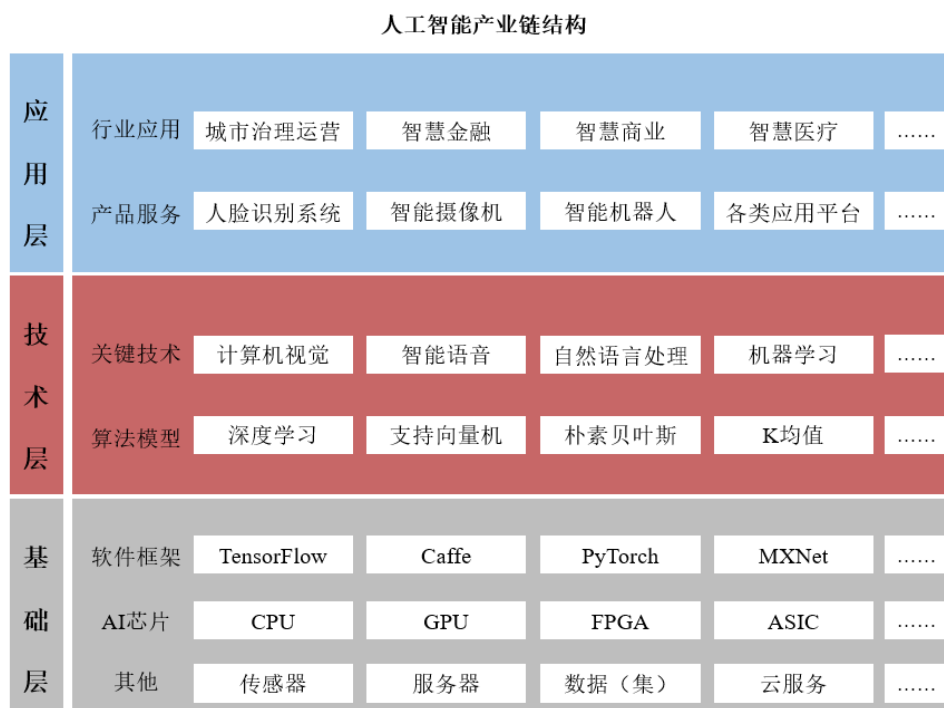 人工智能产业链结构
应用层
行业应用 城市治理运营 智慧金融 智慧商业 智慧医疗 ……
产品服务 人脸识别系统 智能摄像机 智能机器人 各类应用平台 ……
技术层
关键技术 计算机视觉 智能语音 自然语言处理 机器学习 ……
算法模型 深度学习 支持向量机 朴素贝叶斯 K均值 ……
基础层
软件框架 TensorFlow Caffe PyTorch MXNet ……
AI芯片 CPU GPU FPGA ASIC ……
其他 传感器 服务器 数据（集） 云服务 ……